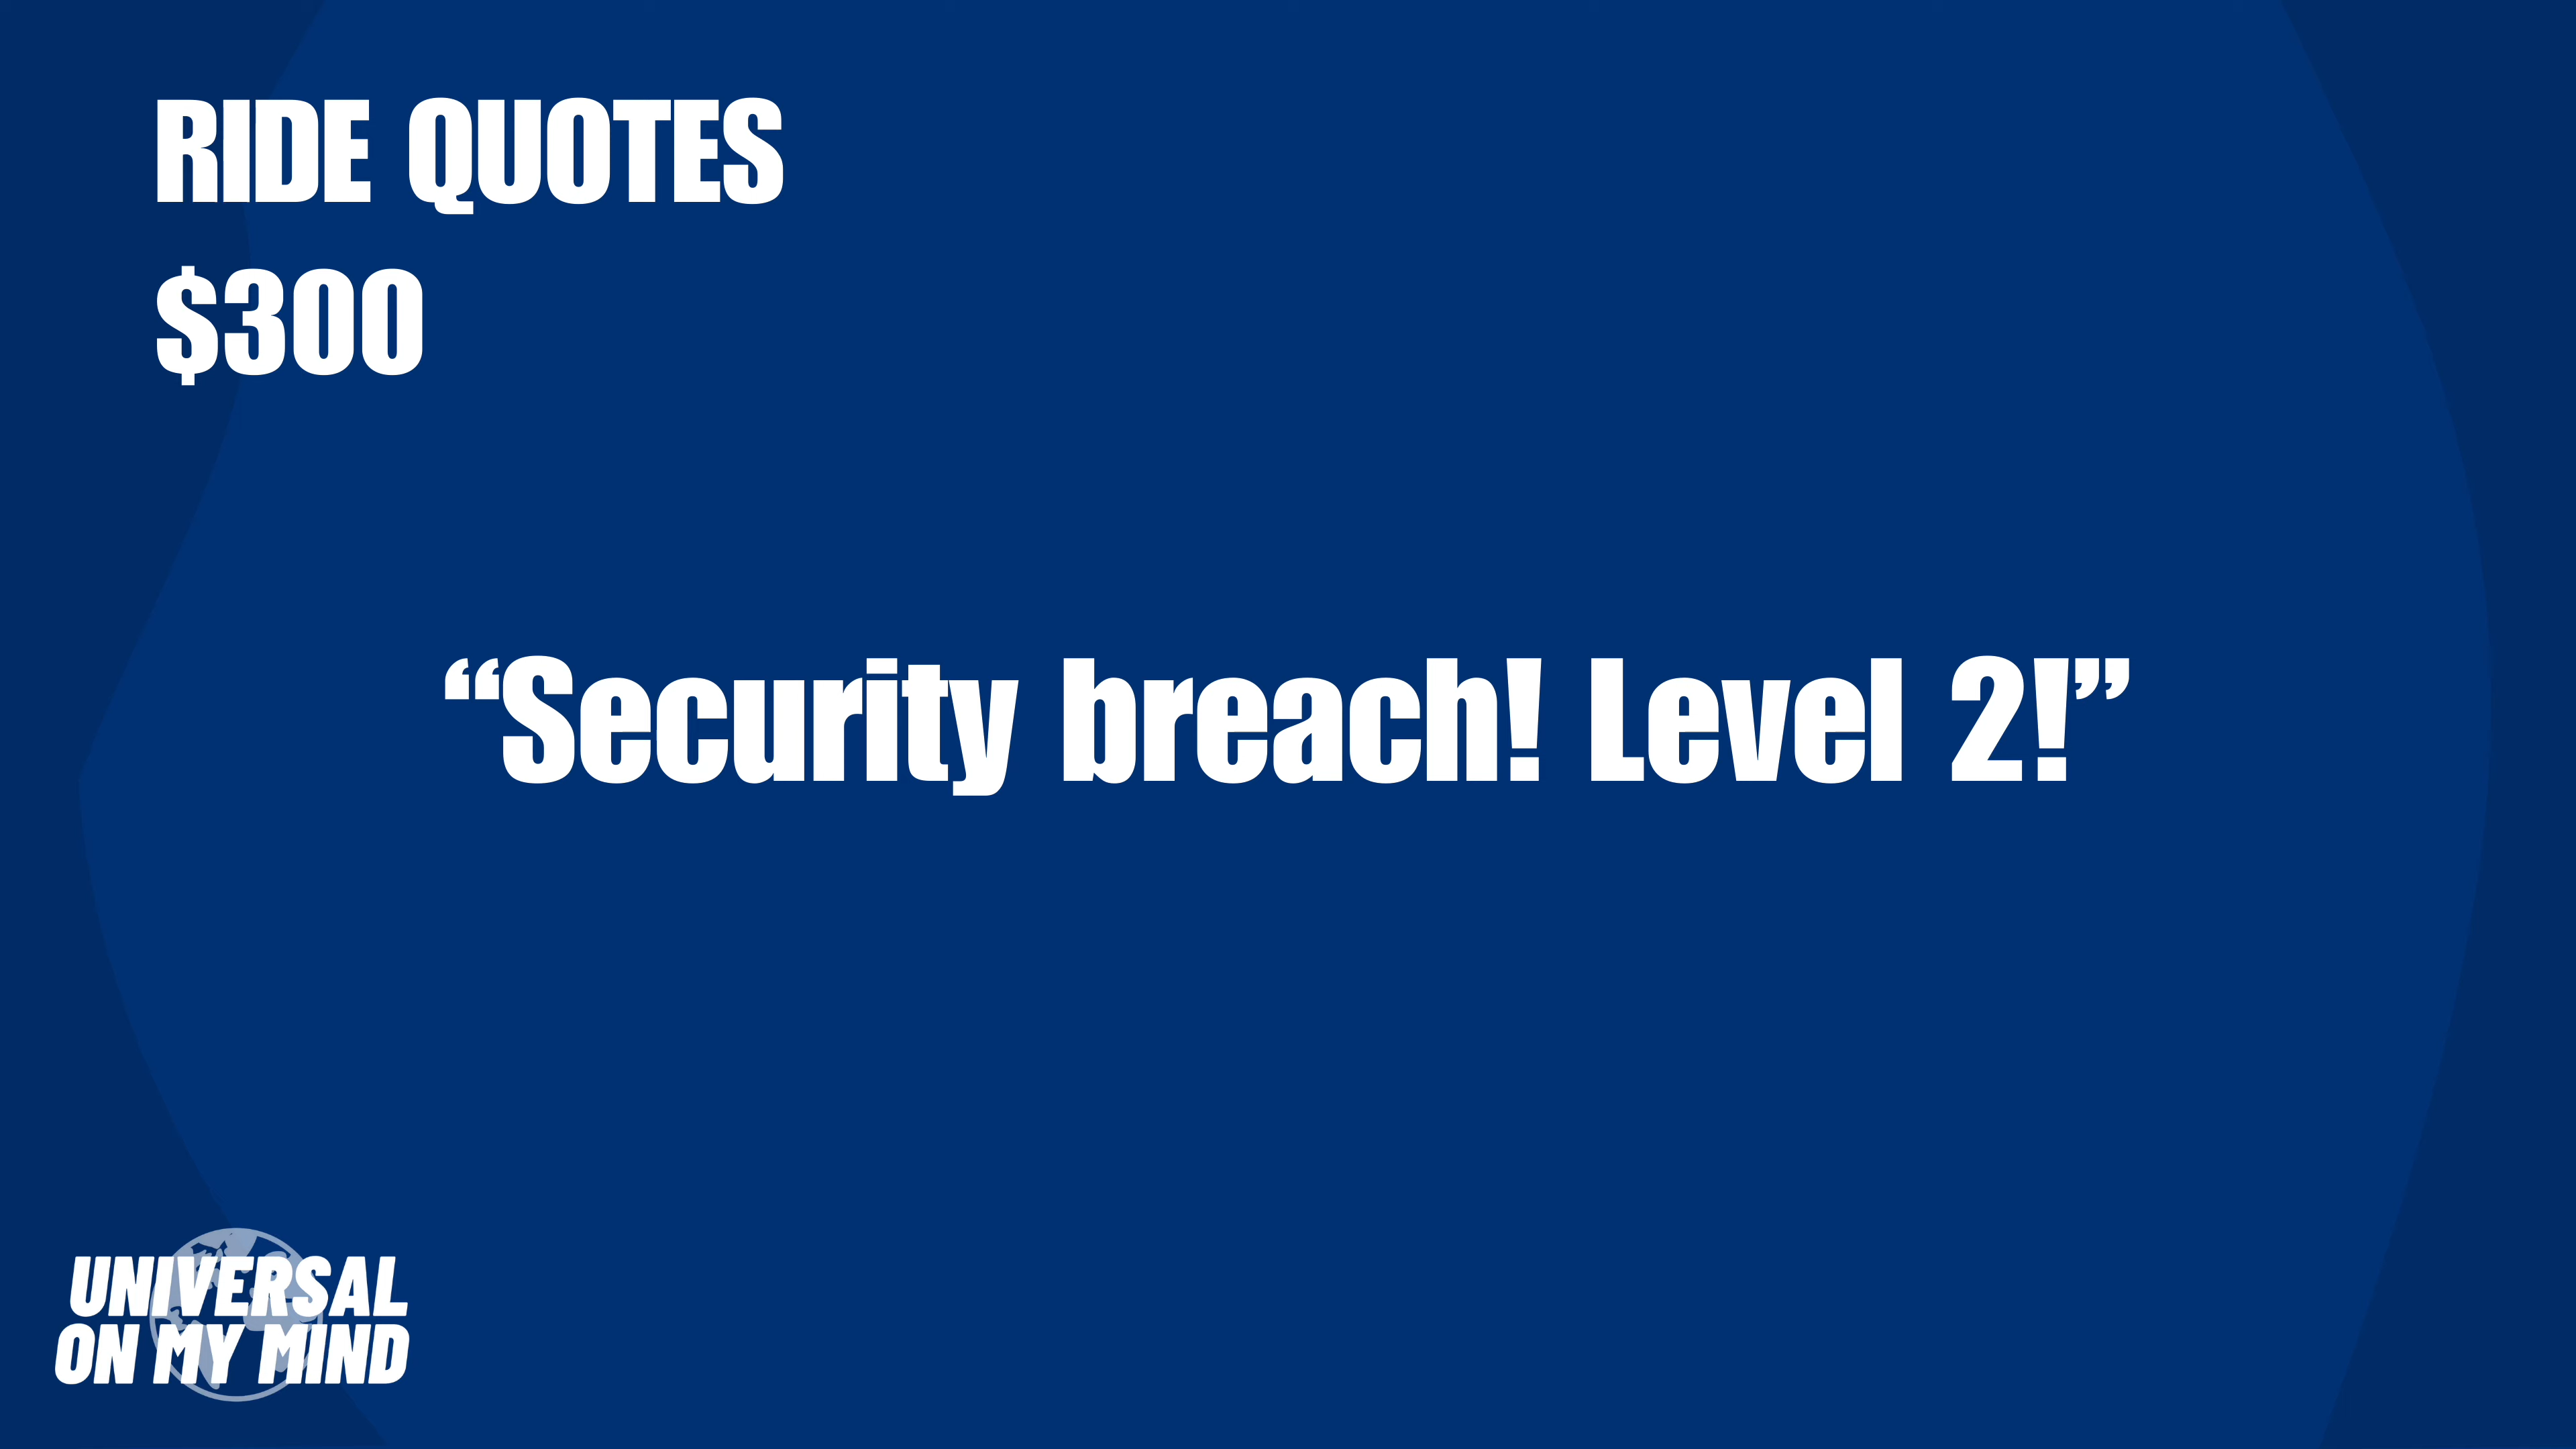 RIDE QUOTES
$300
“Security breach! Level 2!”
UNIVERSAL
ON MY MIND